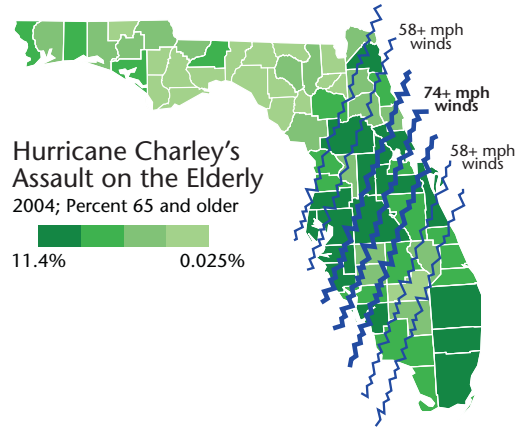 58+ mph
winds
74+ mph
winds
58+ mph
winds
Hurricane Charley's
Assault on the Elderly
2004; Percent 65 and older
11.4% 0.025%